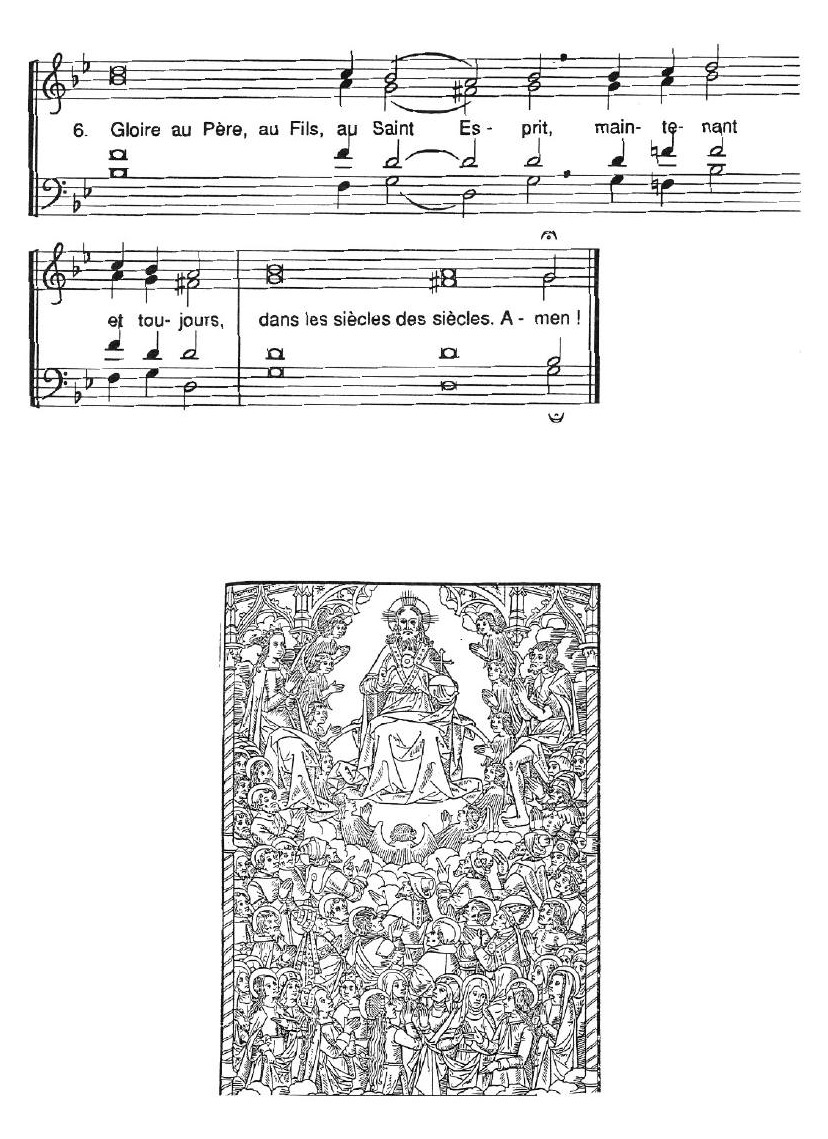 6. Gloire au Père, au Fils, au Saint Es - prit, main- te- nant
et tou- jours, dans les siècles des siècles. A - men !